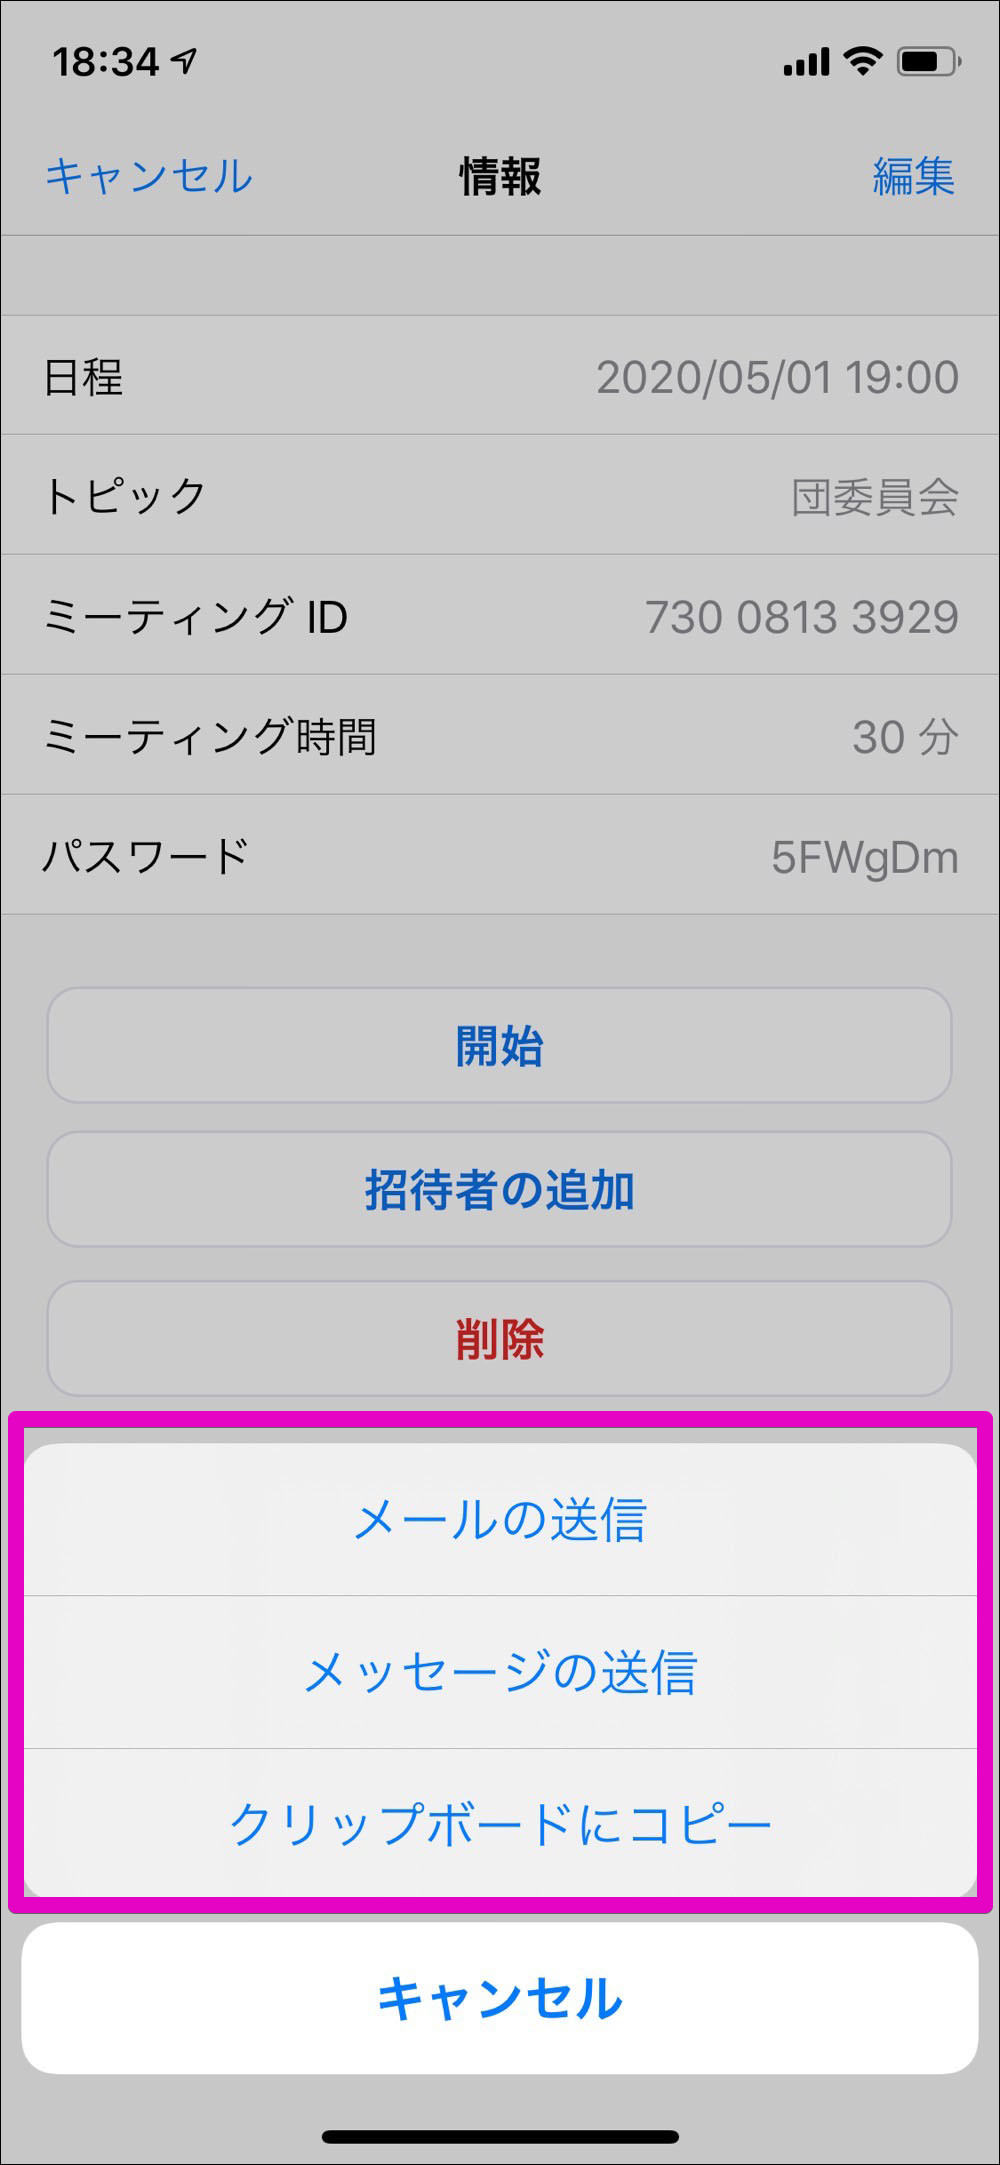 18:34
キャンセル 情報 編集
日程 2020/05/01 19:00
トピック 団委員会
ミーティング ID 730 0813 3929
ミーティング時間 30 分
パスワード 5FWgDm
開始
招待者の追加
削除
メールの送信
メッセージの送信
クリップボードにコピー
キャンセル